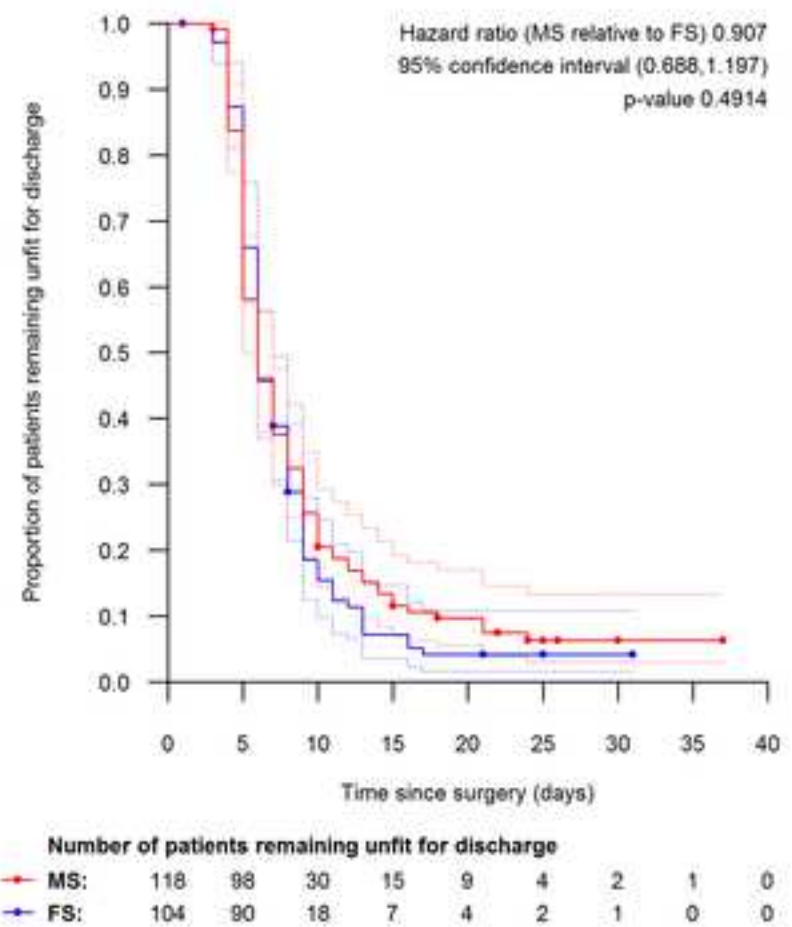 Hazard ratio (MS relative to FS) 0.907
95% confidence interval (0.688,1.197)
p-value 0.4914
Proportion of patients remaining unfit for discharge
1.0
0.9
0.8
0.7
0.6
0.5
0.4
0.3
0.2
0.1
0.0
0 5 10 15 20 25 30 35 40
Time since surgery (days)
Number of patients remaining unfit for discharge
MS: 118 98 30 15 9 4 2 1 0
FS: 104 90 18 7 4 2 1 0 0